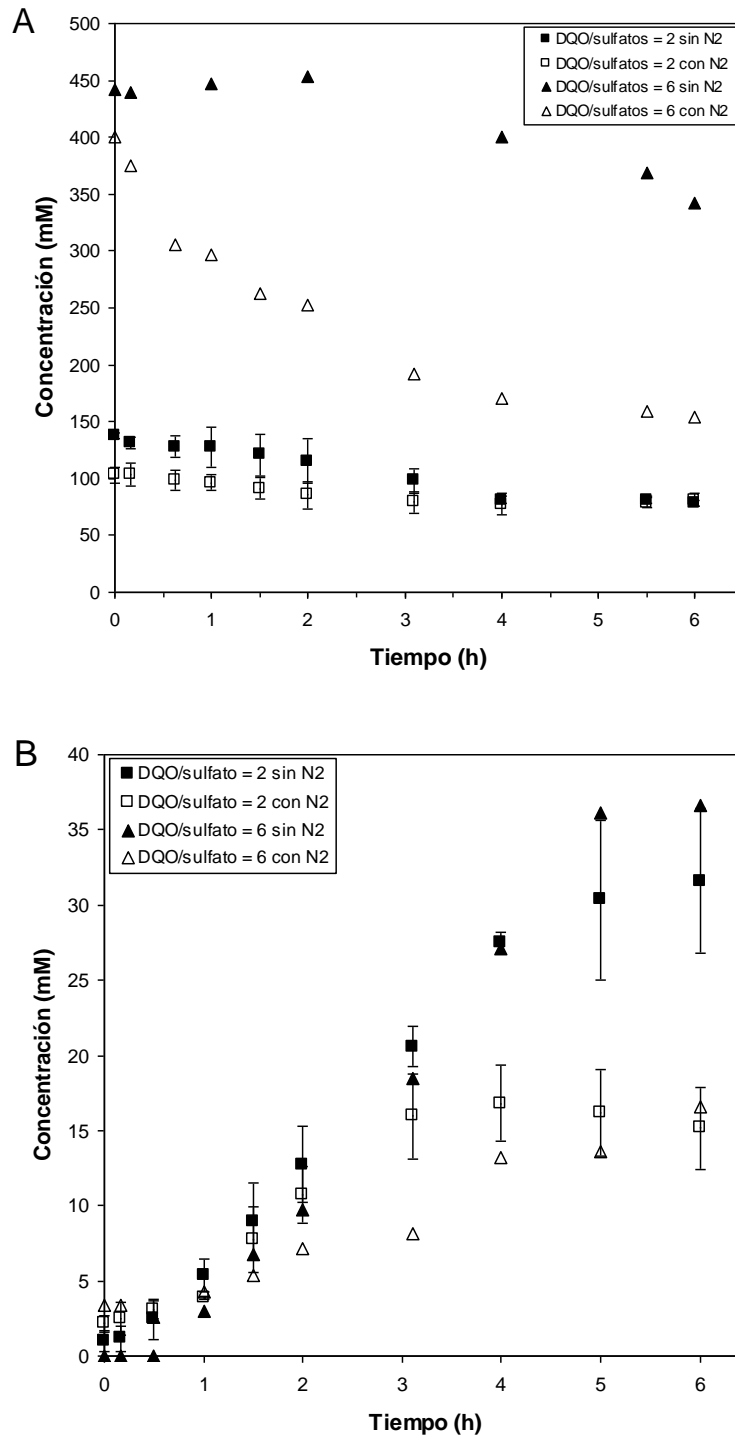 A
500
450
400
350
300
250
200
150
100
50
0
Concentración (mM)
DQO/sulfatos = 2 sin N2
DQO/sulfatos = 2 con N2
DQO/sulfatos = 6 sin N2
DQO/sulfatos = 6 con N2
0 1 2 3 4 5 6
Tiempo (h)
B
40
35
30
25
20
15
10
5
0
Concentración (mM)
DQO/sulfato = 2 sin N2
DQO/sulfato = 2 con N2
DQO/sulfato = 6 sin N2
DQO/sulfato = 6 con N2
0 1 2 3 4 5 6
Tiempo (h)